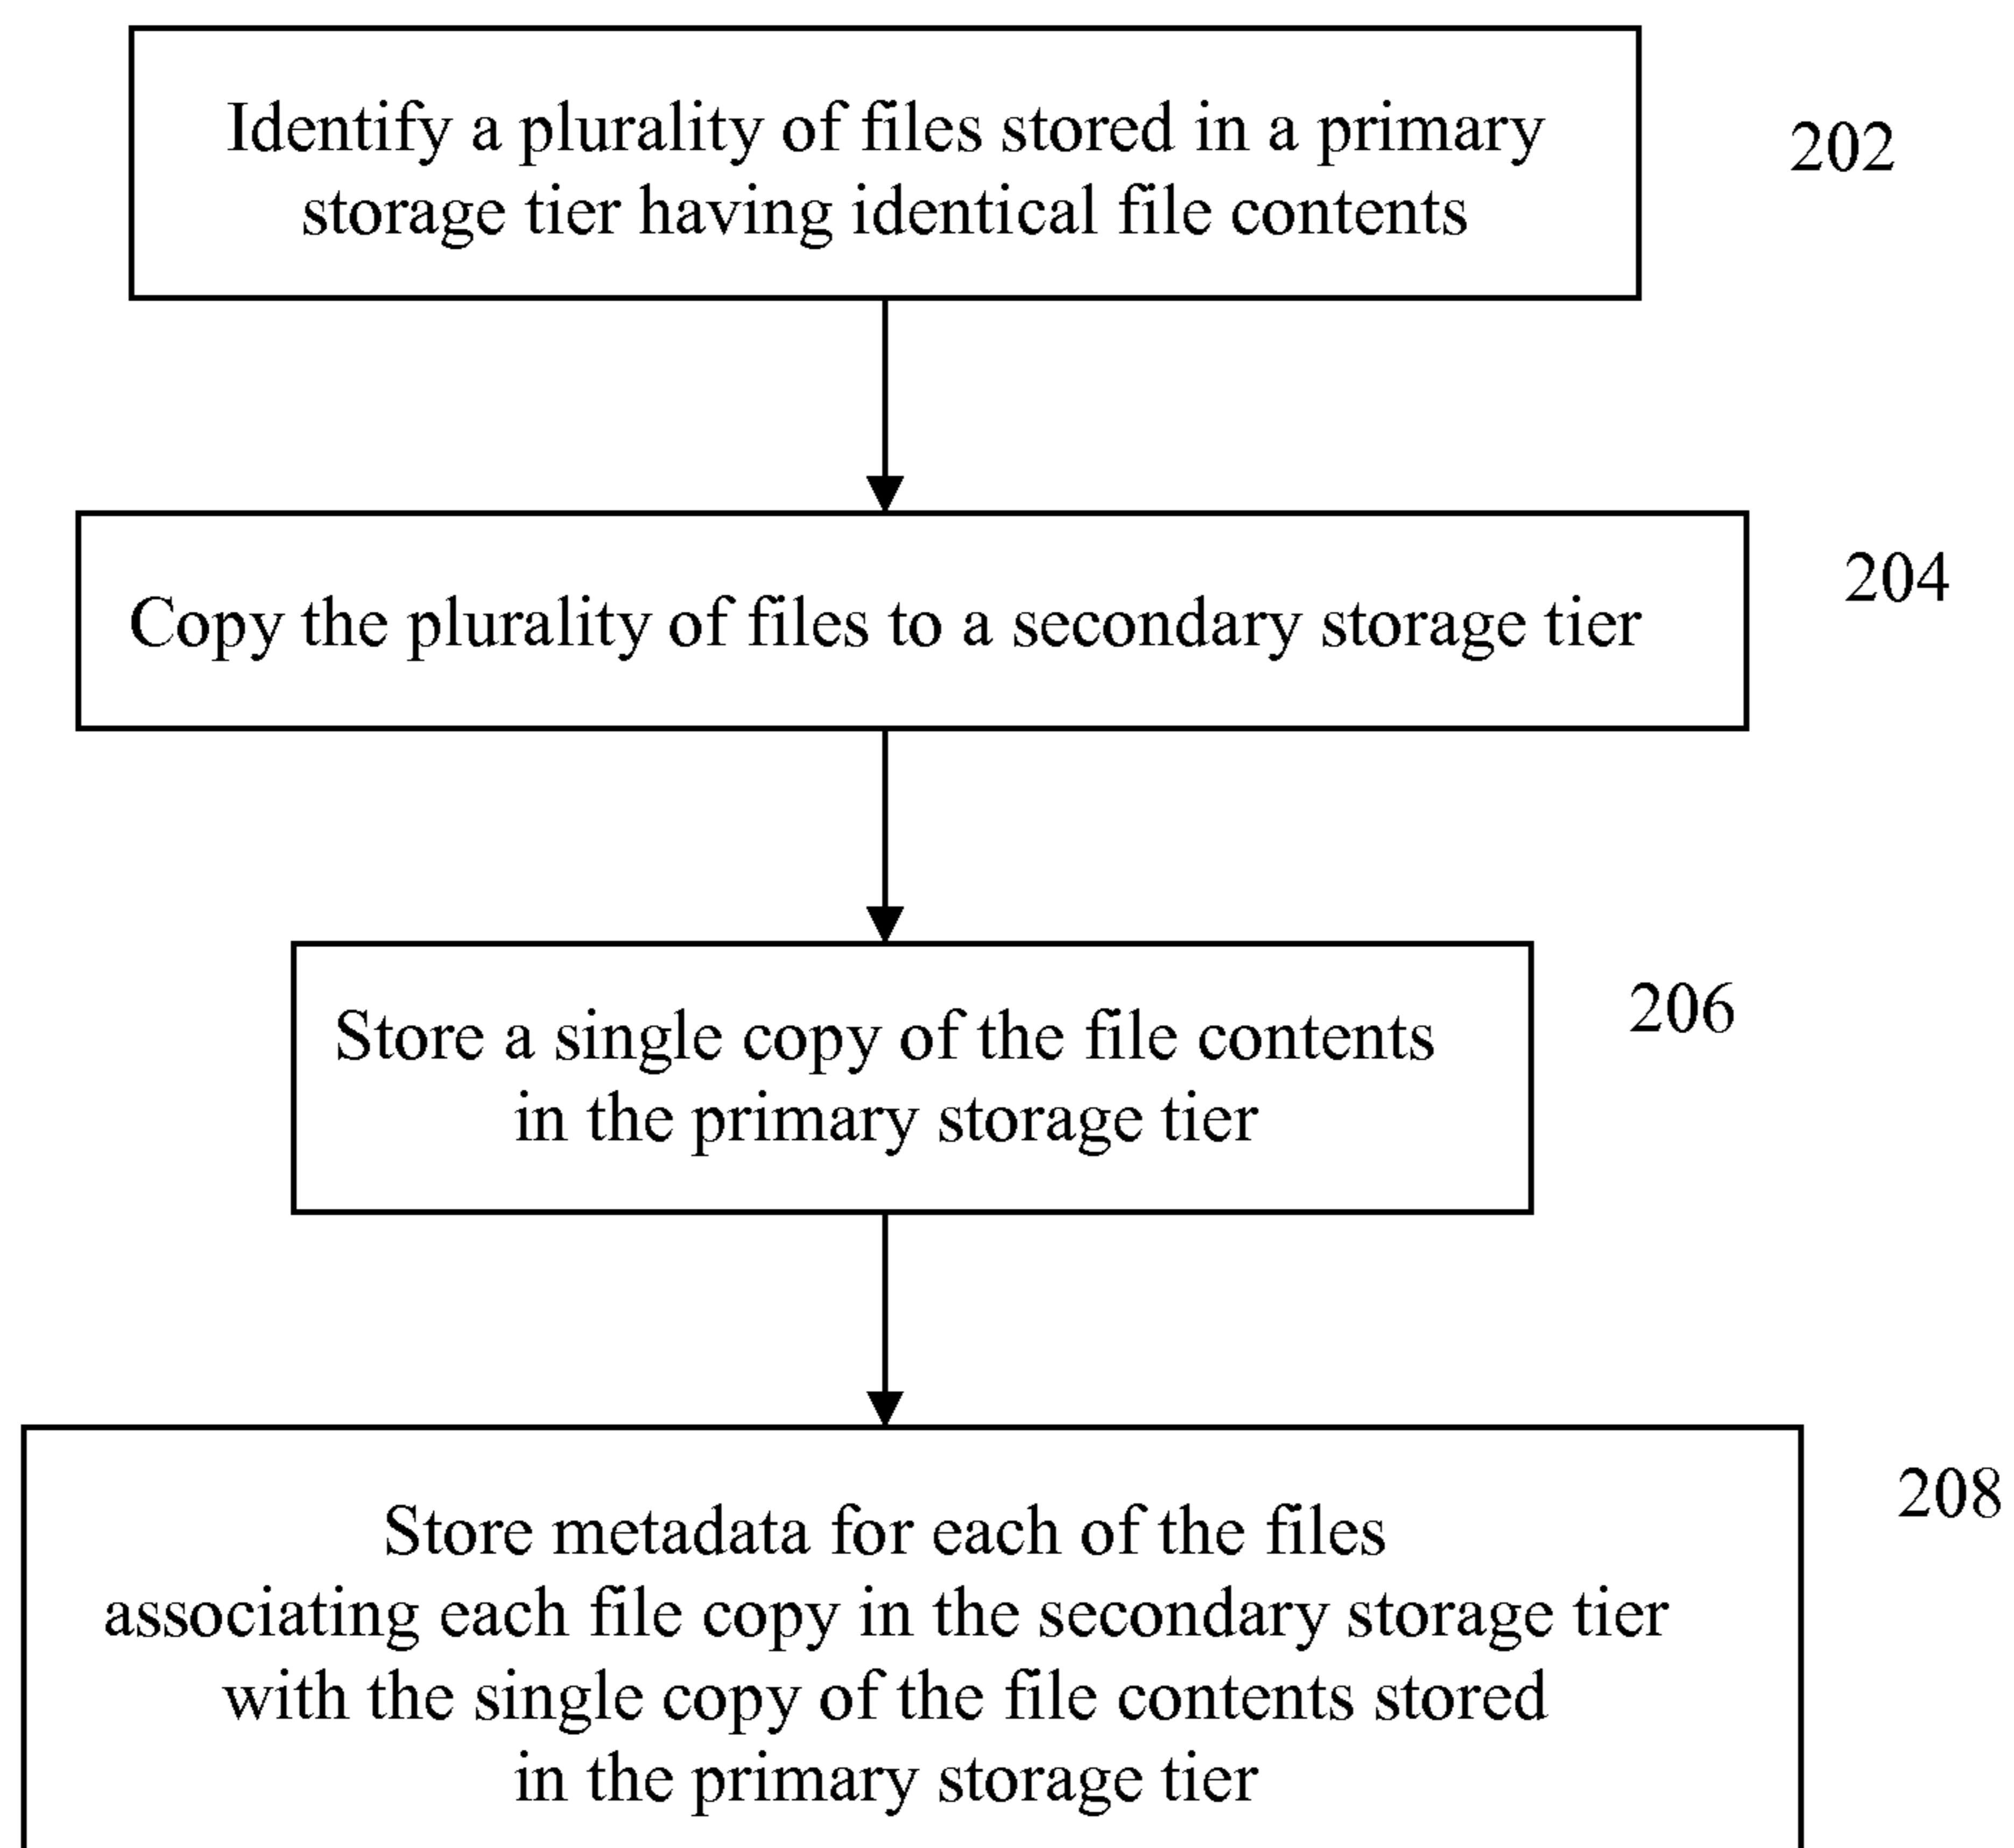 Identify a plurality of files stored in a primary
storage tier having identical file contents
202
Copy the plurality of files to a secondary storage tier
204
Store a single copy of the file contents
in the primary storage tier
206
Store metadata for each of the files
associating each file copy in the secondary storage tier
with the single copy of the file contents stored
in the primary storage tier
208